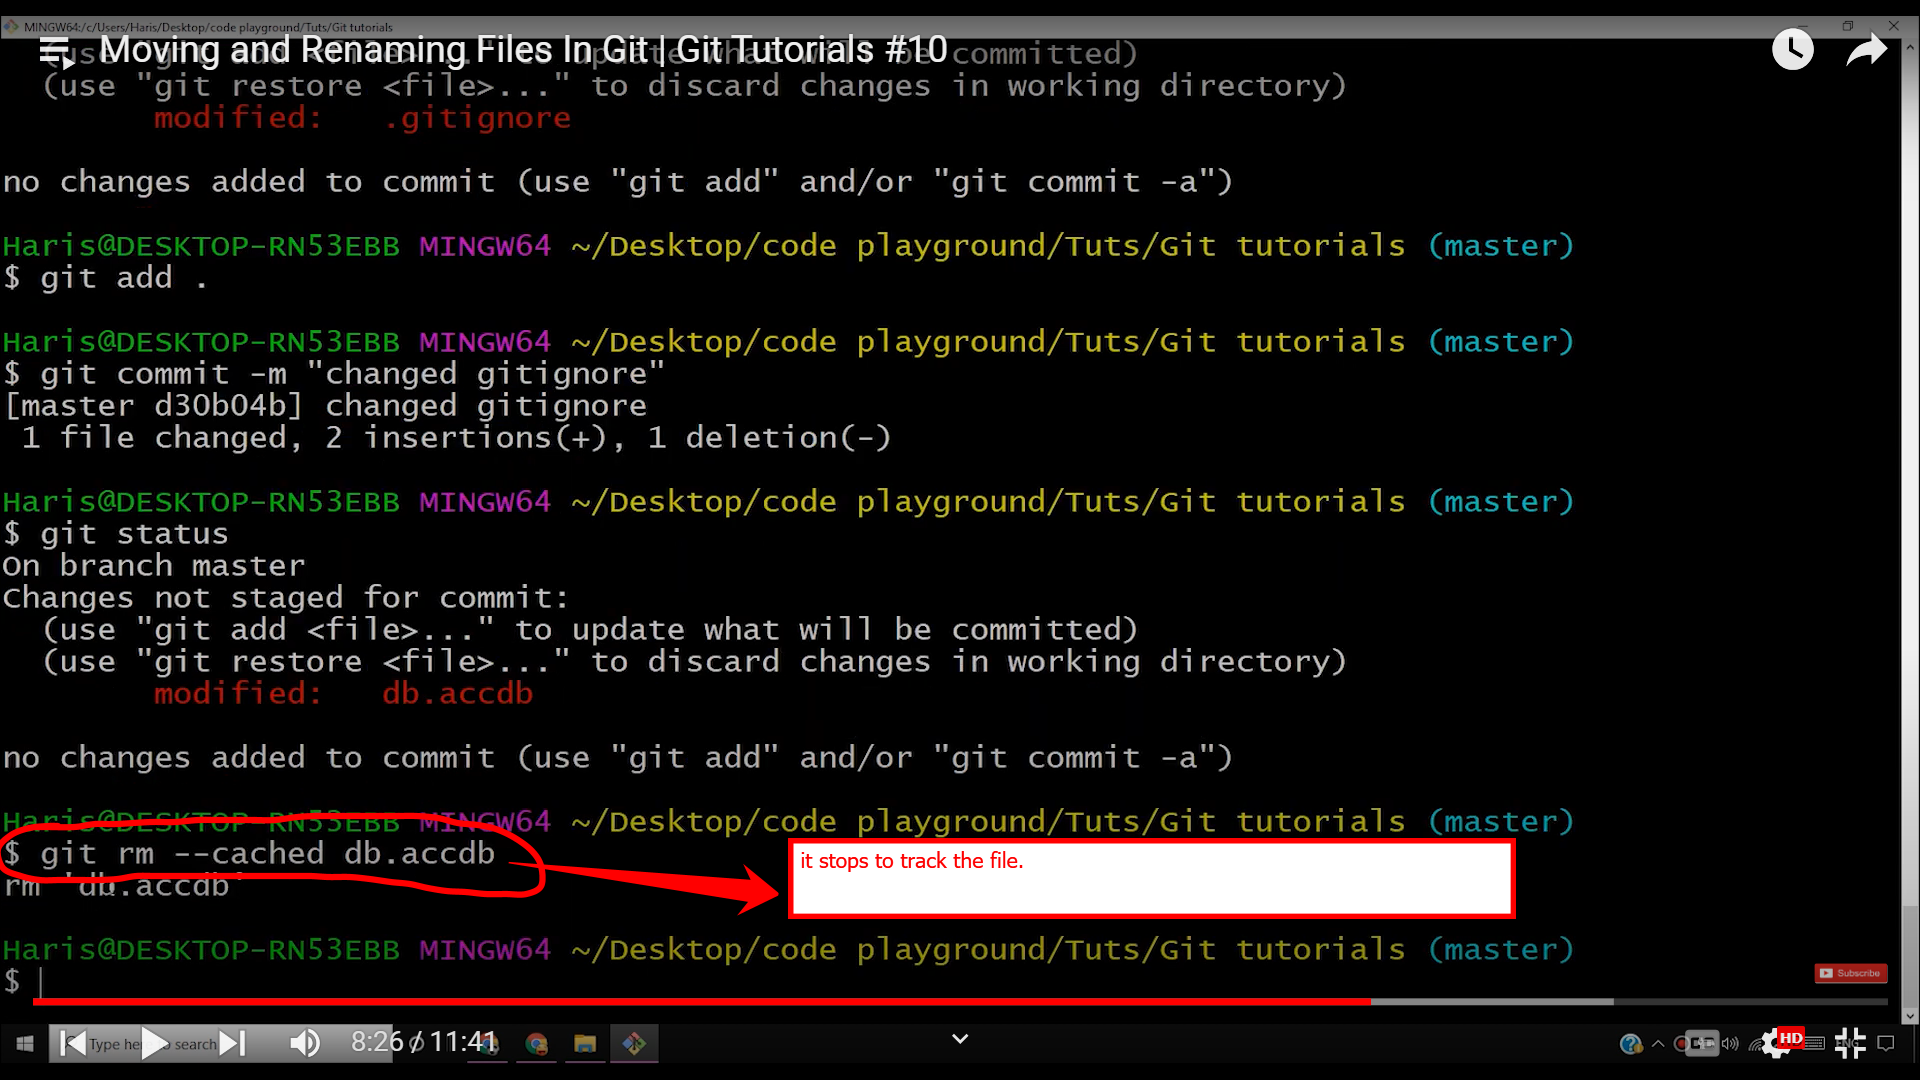 MINGW64:/c/Users/Haris/Desktop/code playground/Tuts/Git tutorials
Moving and Renaming Files In Git | Git Tutorials #10
(use "git add <file>..." to update what will be committed)
(use "git restore <file>..." to discard changes in working directory)
modified: .gitignore
no changes added to commit (use "git add" and/or "git commit -a")
Haris@DESKTOP-RN53EBB MINGW64 ~/Desktop/code playground/Tuts/Git tutorials (master)
$ git add .
Haris@DESKTOP-RN53EBB MINGW64 ~/Desktop/code playground/Tuts/Git tutorials (master)
$ git commit -m "changed gitignore"
[master d30b04b] changed gitignore
1 file changed, 2 insertions(+), 1 deletion(-)
Haris@DESKTOP-RN53EBB MINGW64 ~/Desktop/code playground/Tuts/Git tutorials (master)
$ git status
On branch master
Changes not staged for commit:
(use "git add <file>..." to update what will be committed)
(use "git restore <file>..." to discard changes in working directory)
modified: db.accdb
no changes added to commit (use "git add" and/or "git commit -a")
Haris@DESKTOP-RN53EBB MINGW64 ~/Desktop/code playground/Tuts/Git tutorials (master)
$ git rm --cached db.accdb
it stops to track the file.
rm 'db.accdb'
Haris@DESKTOP-RN53EBB MINGW64 ~/Desktop/code playground/Tuts/Git tutorials (master)
$
Subscribe
Type here search
8:26 / 11:41
HD
ENG